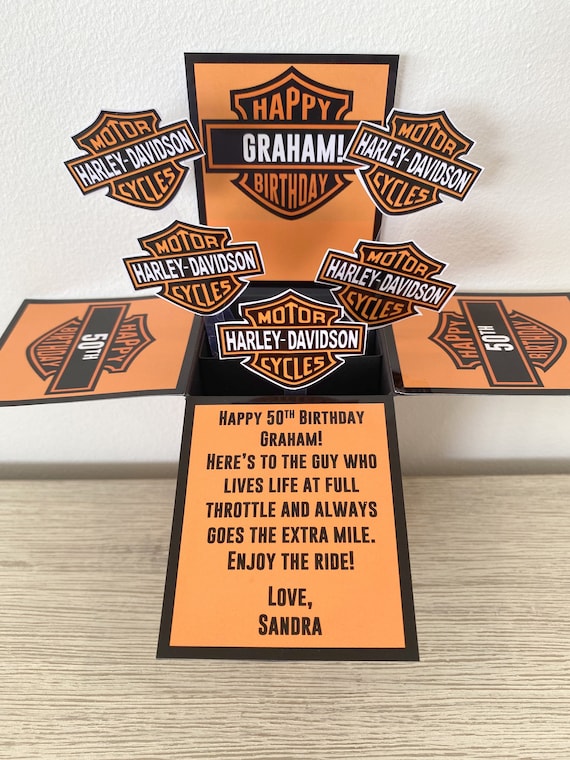 HAPPY
GRAHAM!
BIRTHDAY
MOTOR
HARLEY-DAVIDSON
CYCLES
MOTOR
HARLEY-DAVIDSON
CYCLES
MOTOR
HARLEY-DAVIDSON
CYCLES
MOTOR
HARLEY-DAVIDSON
CYCLES
MOTOR
HARLEY-DAVIDSON
CYCLES
HAPPY
50TH
BIRTHDAY
HAPPY
50TH
BIRTHDAY
HAPPY 50TH BIRTHDAY
GRAHAM!
HERE'S TO THE GUY WHO
LIVES LIFE AT FULL
THROTTLE AND ALWAYS
GOES THE EXTRA MILE.
ENJOY THE RIDE!
LOVE,
SANDRA